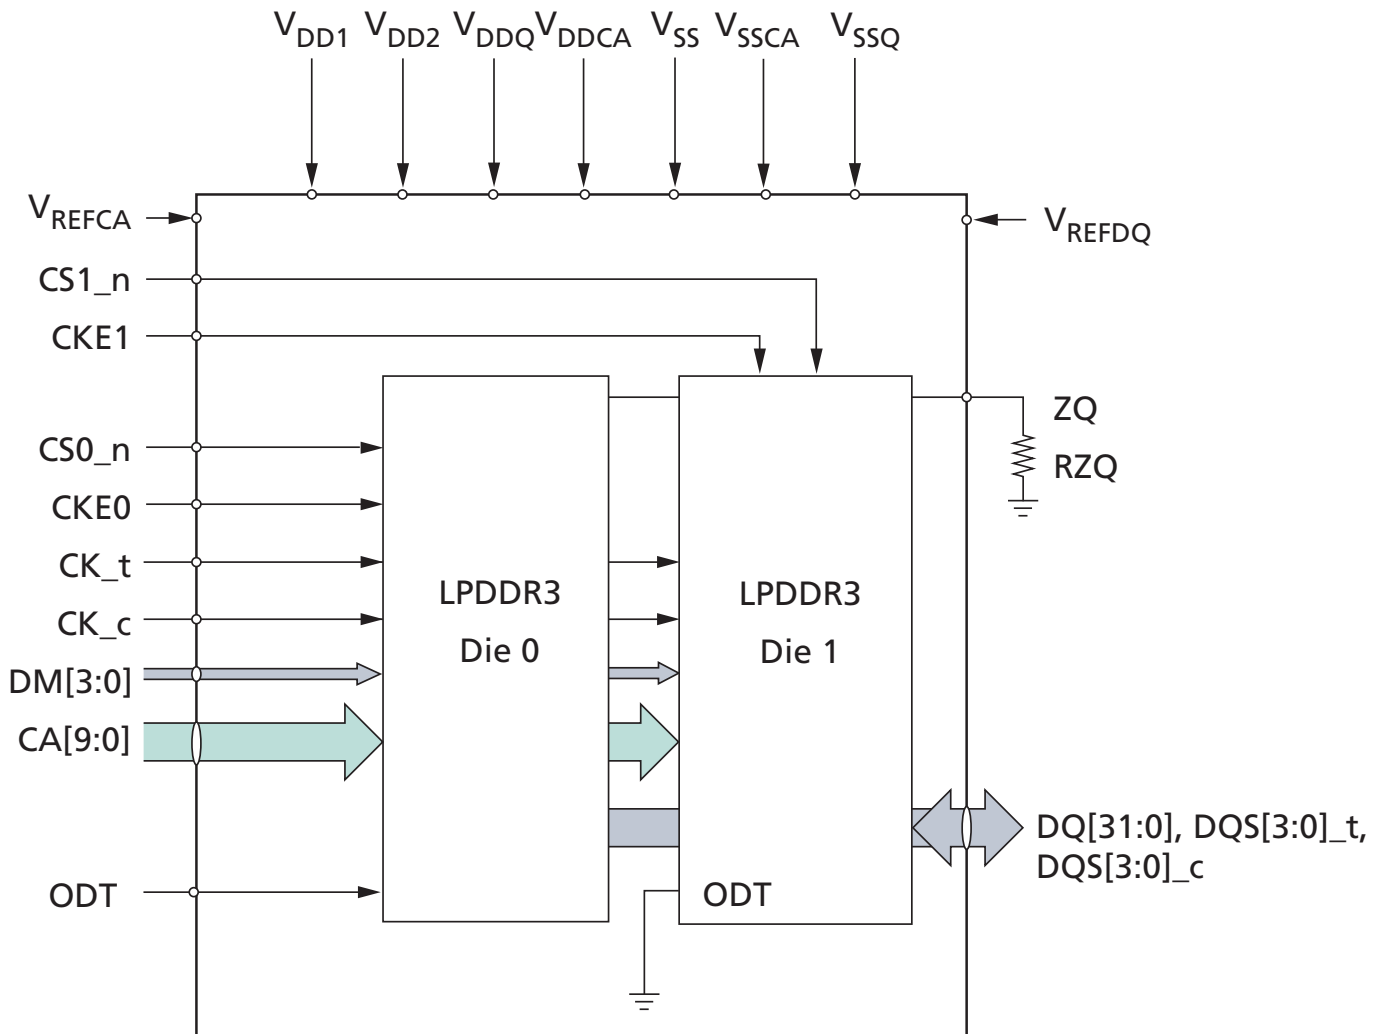 VDD1 VDD2 VDDQ VDDCA VSS VSSCA VSSQ
VREFCA
VREFDQ
CS1_n
CKE1
ZQ
CS0_n
RZQ
CKE0
CK_t
LPDDR3
Die 0
LPDDR3
Die 1
CK_c
DM[3:0]
CA[9:0]
DQ[31:0], DQS[3:0]_t,
DQS[3:0]_c
ODT
ODT